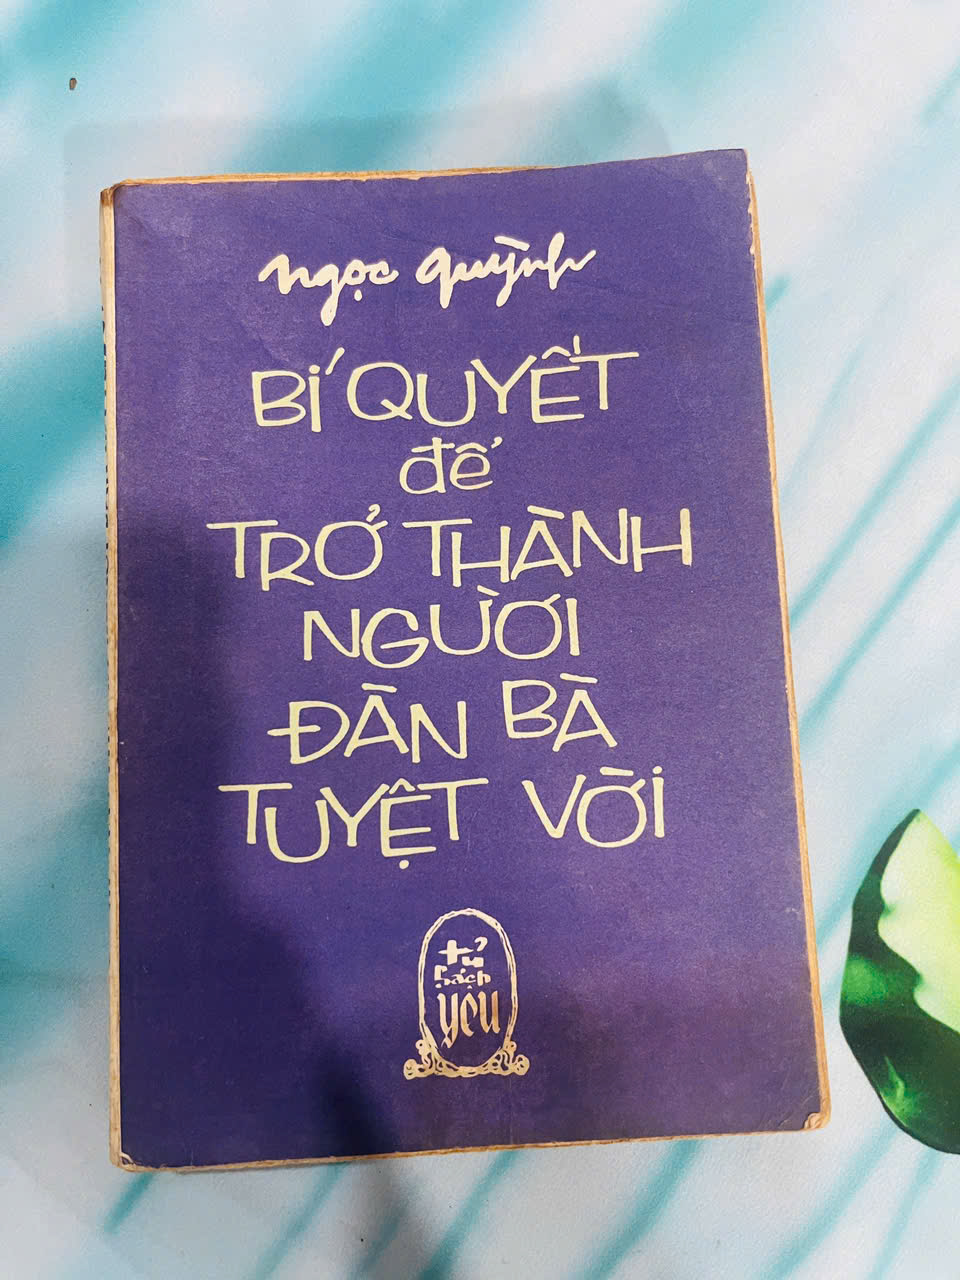 ngọc quỳnh
BÍ QUYẾT
để
TRỞ THÀNH
NGƯỜI
ĐÀN BÀ
TUYỆT VỜI
tủ
sách
yêu